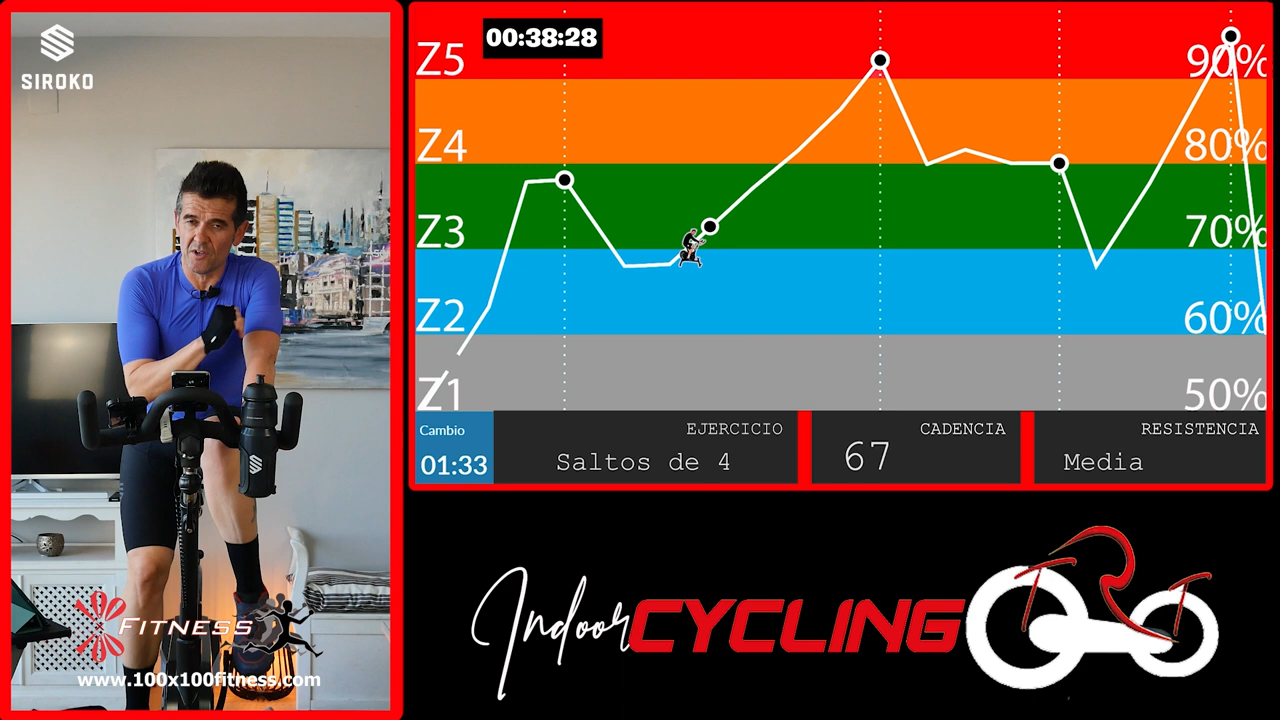 SIROKO
FITNESS
www.100x100fitness.com
00:38:28
Z5
90%
Z4
80%
Z3
70%
Z2
60%
Z1
50%
Cambio
01:33
EJERCICIO
Saltos de 4
CADENCIA
67
RESISTENCIA
Media
Indoor CYCLING